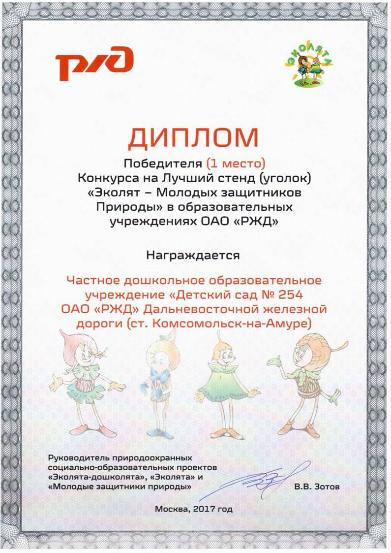 ржд
ЭКОЛЯТА
ДИПЛОМ
Победителя (1 место)
Конкурса на Лучший стенд (уголок)
«Эколят – Молодых защитников
Природы» в образовательных
учреждениях ОАО «РЖД»
Награждается
Частное дошкольное образовательное
учреждение «Детский сад № 254
ОАО «РЖД» Дальневосточной железной
дороги (ст. Комсомольск-на-Амуре)
Руководитель природоохранных
социально-образовательных проектов
«Эколята-дошколята», «Эколята» и
«Молодые защитники природы»
В.В. Зотов
Москва, 2017 год